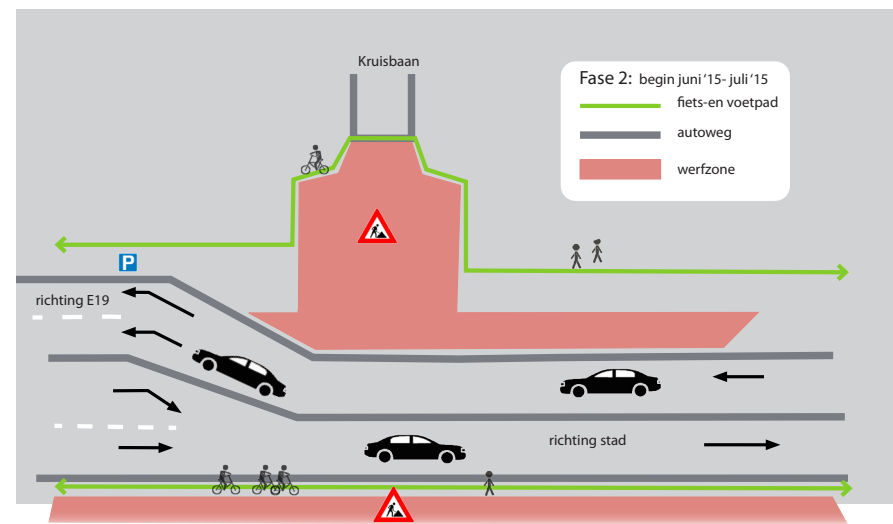 Kruisbaan
Fase 2: begin juni '15- juli '15
fiets-en voetpad
autoweg
werfzone
P
richting E19
richting stad